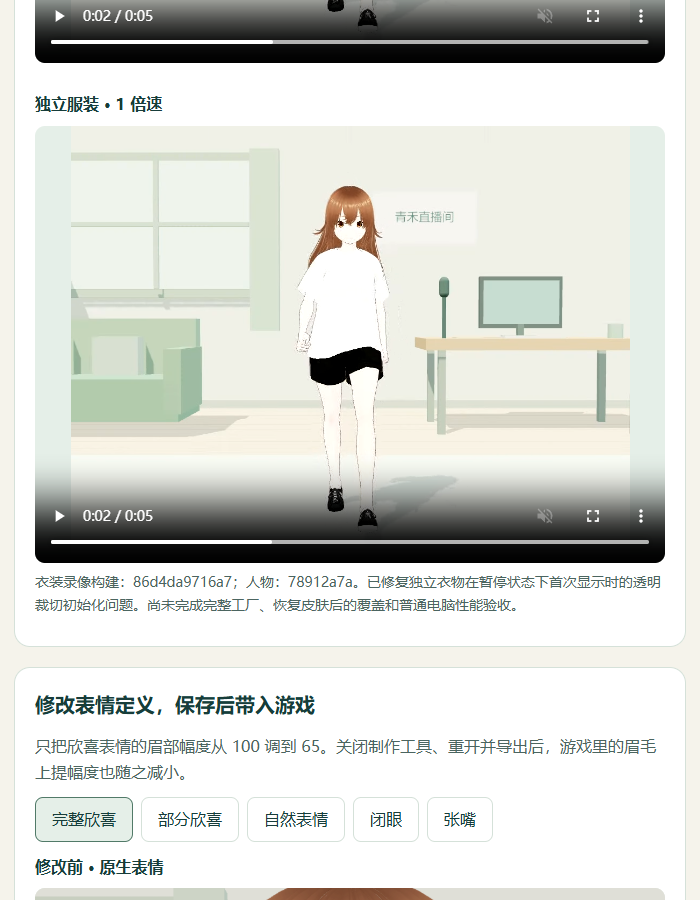 0:02 / 0:05
独立服装 • 1 倍速
青禾直播间
0:02 / 0:05
衣装录像构建：86d4da9716a7；人物：78912a7a。已修复独立衣物在暂停状态下首次显示时的透明
裁切初始化问题。尚未完成完整工厂、恢复皮肤后的覆盖和普通电脑性能验收。
修改表情定义，保存后带入游戏
只把欣喜表情的眉部幅度从 100 调到 65。关闭制作工具、重开并导出后，游戏里的眉毛
上提幅度也随之减小。
完整欣喜 部分欣喜 自然表情 闭眼 张嘴
修改前 • 原生表情